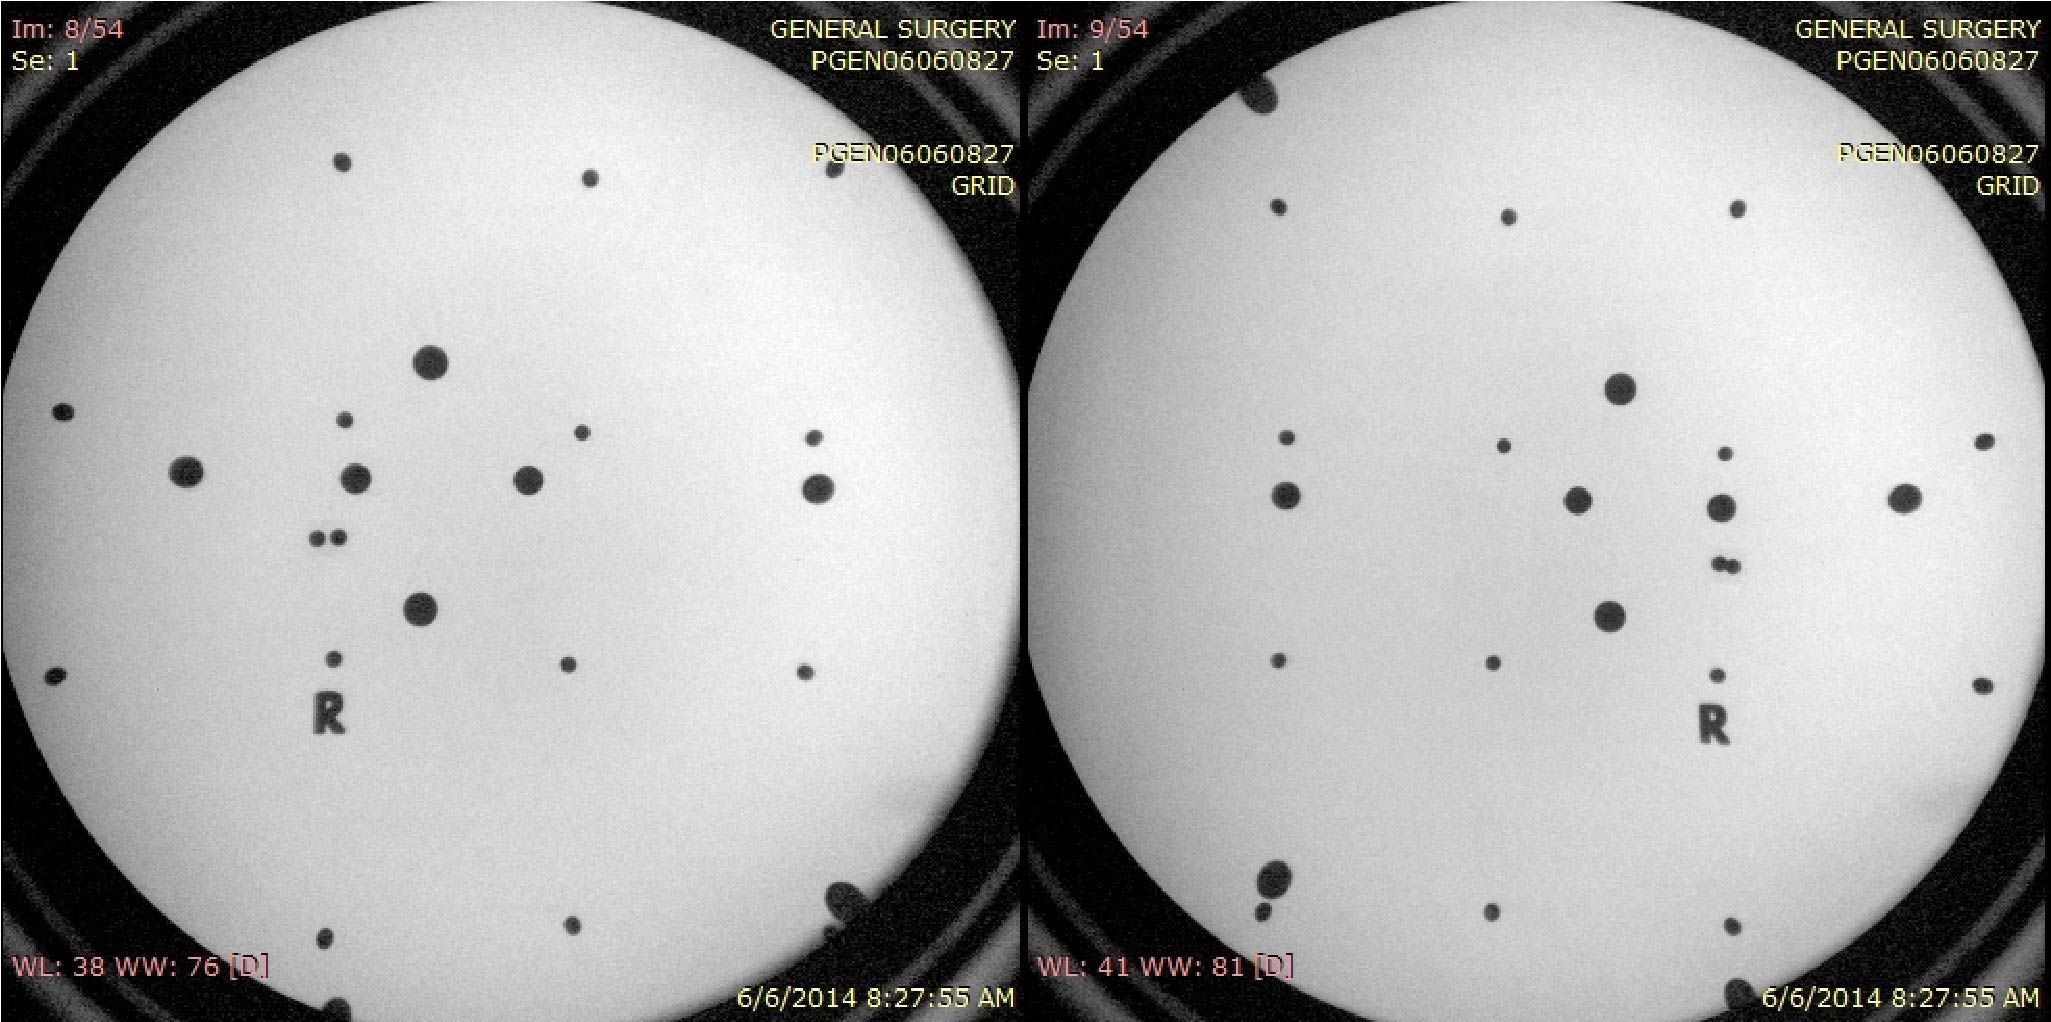 Im: 8/54
Se: 1
GENERAL SURGERY
PGEN06060827
PGEN06060827
GRID
R
WL: 38 WW: 76 [D]
6/6/2014 8:27:55 AM
Im: 9/54
Se: 1
GENERAL SURGERY
PGEN06060827
PGEN06060827
GRID
R
WL: 41 WW: 81 [D]
6/6/2014 8:27:55 AM